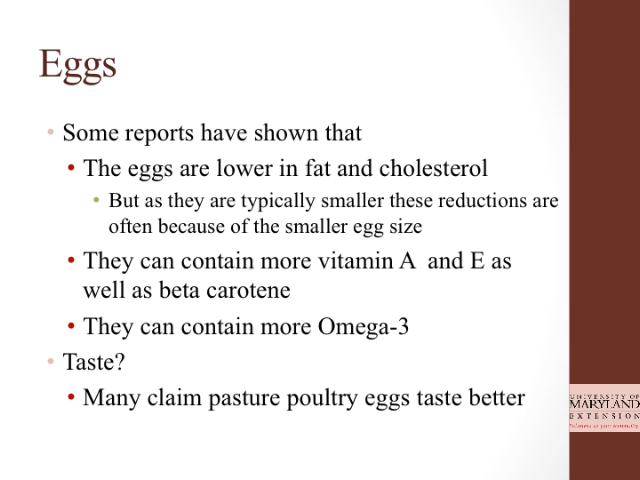 Eggs
• Some reports have shown that
• The eggs are lower in fat and cholesterol
• But as they are typically smaller these reductions are
often because of the smaller egg size
• They can contain more vitamin A  and E as
well as beta carotene
• They can contain more Omega-3
• Taste?
• Many claim pasture poultry eggs taste better
UNIVERSITY OF
MARYLAND
EXTENSION